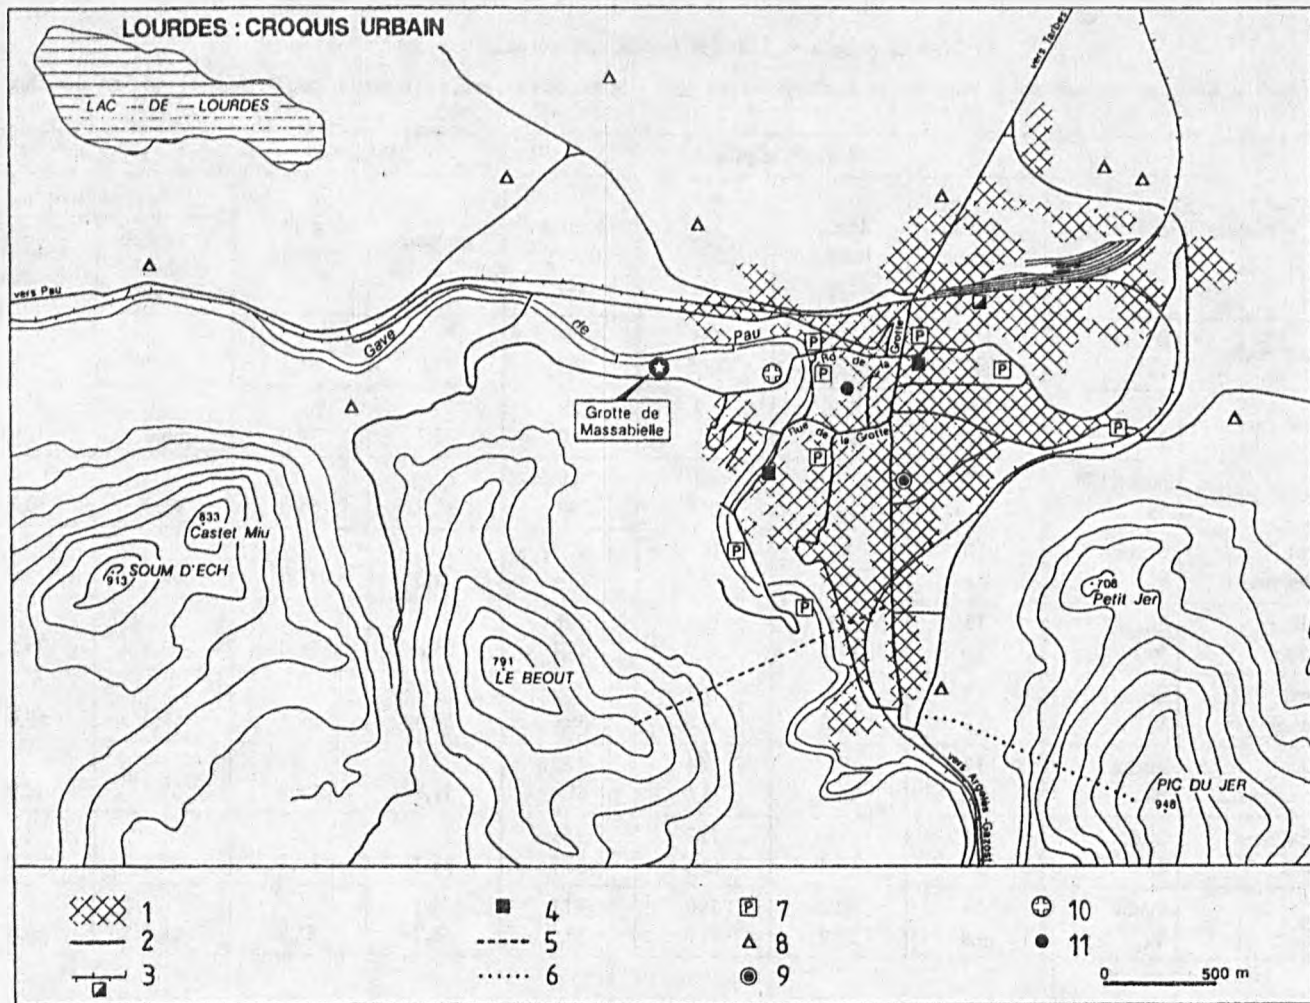 LOURDES : CROQUIS URBAIN
LAC DE LOURDES
vers Tarbes
vers Pau
Gave de Pau
Grotte de
Massabielle
Bd de la Grotte
Rue de la Grotte
P
P
P
P
P
P
P
P
P
833
Castet Miu
SOUM D'ECH
913
791
LE BEOUT
708
Petit Jer
PIC DU JER
948
vers Argelès-Gazost
1
2
3
4
5
6
P 7
8
9
10
11
0 500 m